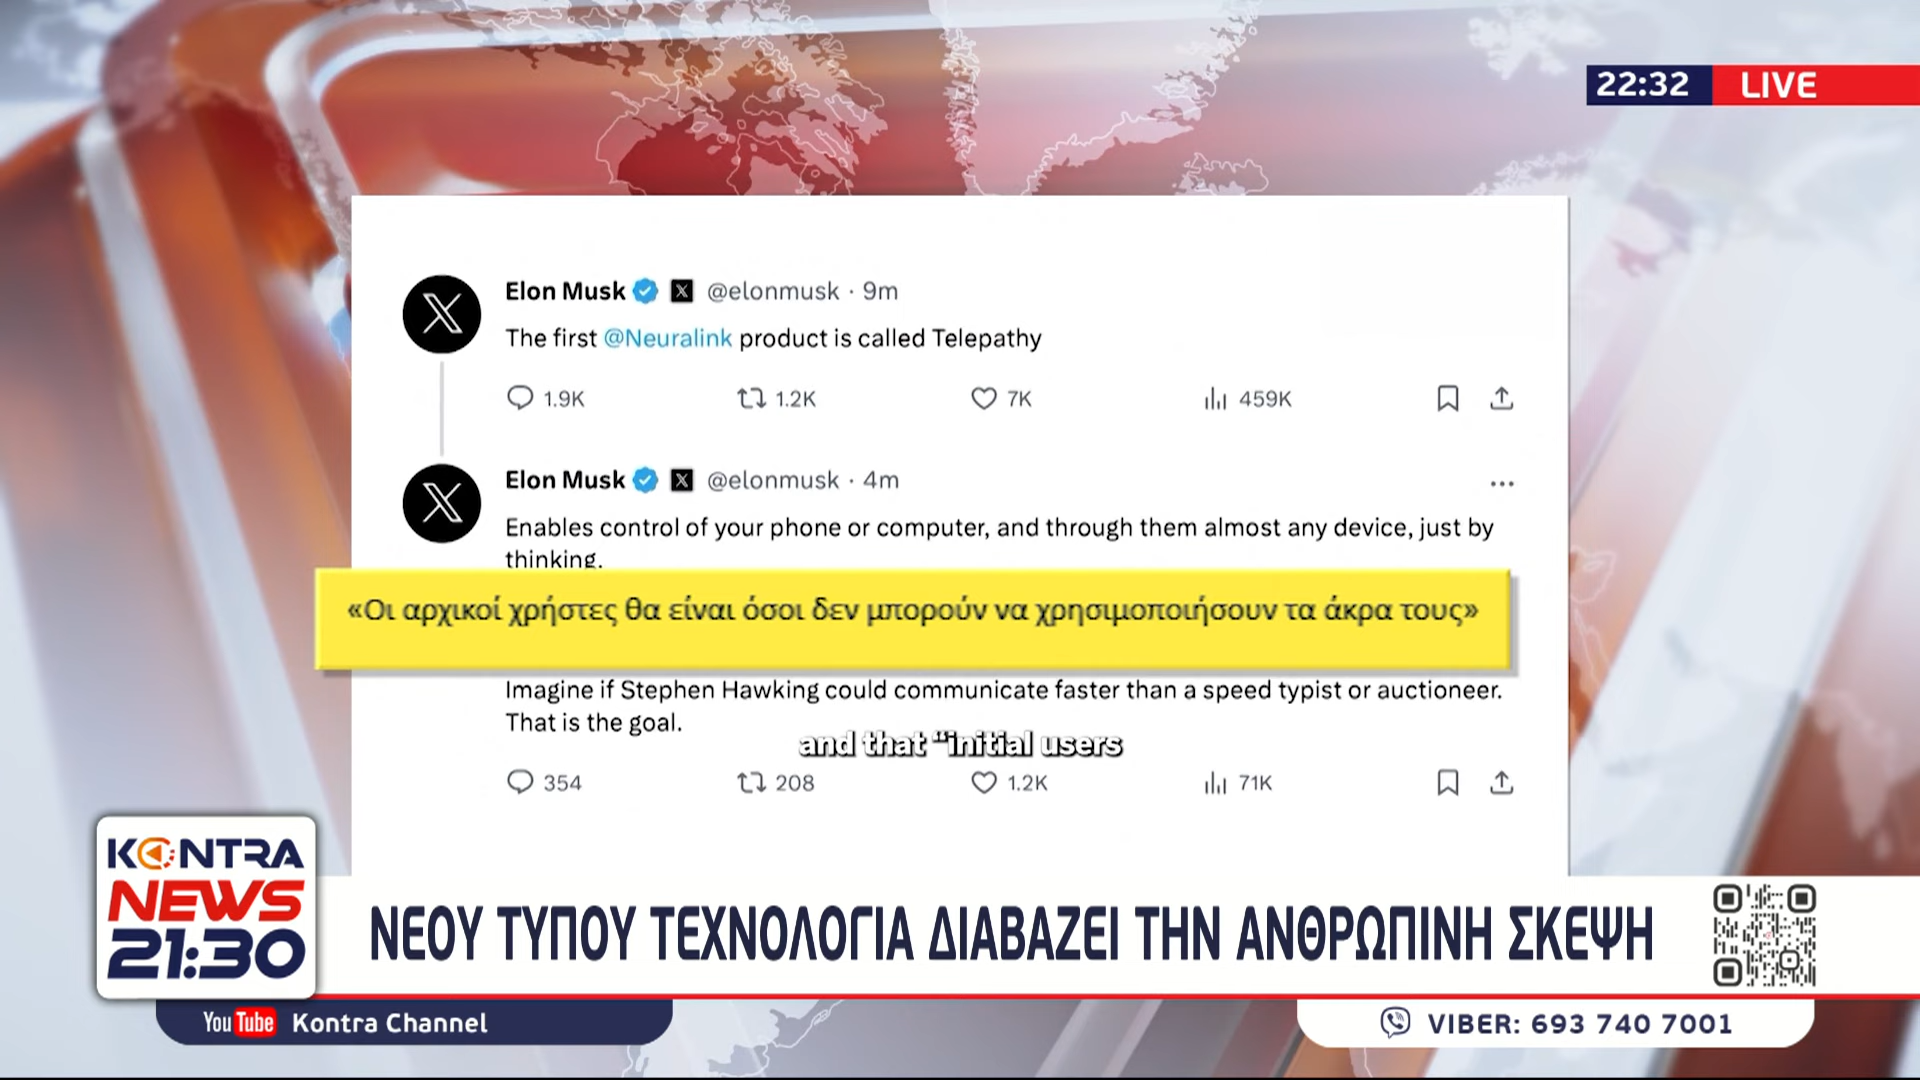 22:32 LIVE
Elon Musk @elonmusk · 9m
The first @Neuralink product is called Telepathy
1.9K 1.2K 7K 459K
Elon Musk @elonmusk · 4m
Enables control of your phone or computer, and through them almost any device, just by
thinking.
«Οι αρχικοί χρήστες θα είναι όσοι δεν μπορούν να χρησιμοποιήσουν τα άκρα τους»
Imagine if Stephen Hawking could communicate faster than a speed typist or auctioneer.
That is the goal.
and that “initial users
354 208 1.2K 71K
KONTRA
NEWS
21:30
ΝΕΟΥ ΤΥΠΟΥ ΤΕΧΝΟΛΟΓΙΑ ΔΙΑΒΑΖΕΙ ΤΗΝ ΑΝΘΡΩΠΙΝΗ ΣΚΕΨΗ
YouTube Kontra Channel
VIBER: 693 740 7001